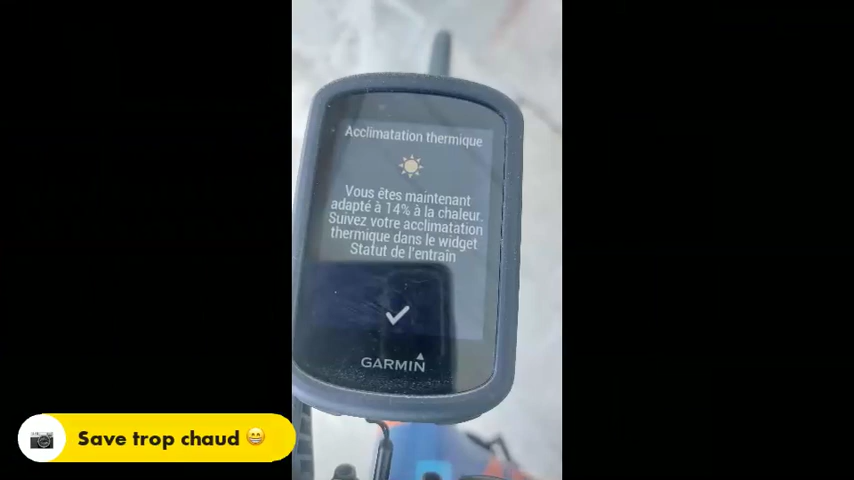 Acclimatation thermique
Vous êtes maintenant
adapté à 14% à la chaleur.
Suivez votre acclimatation
thermique dans le widget
Statut de l'entrain
GARMIN
Save trop chaud 😁